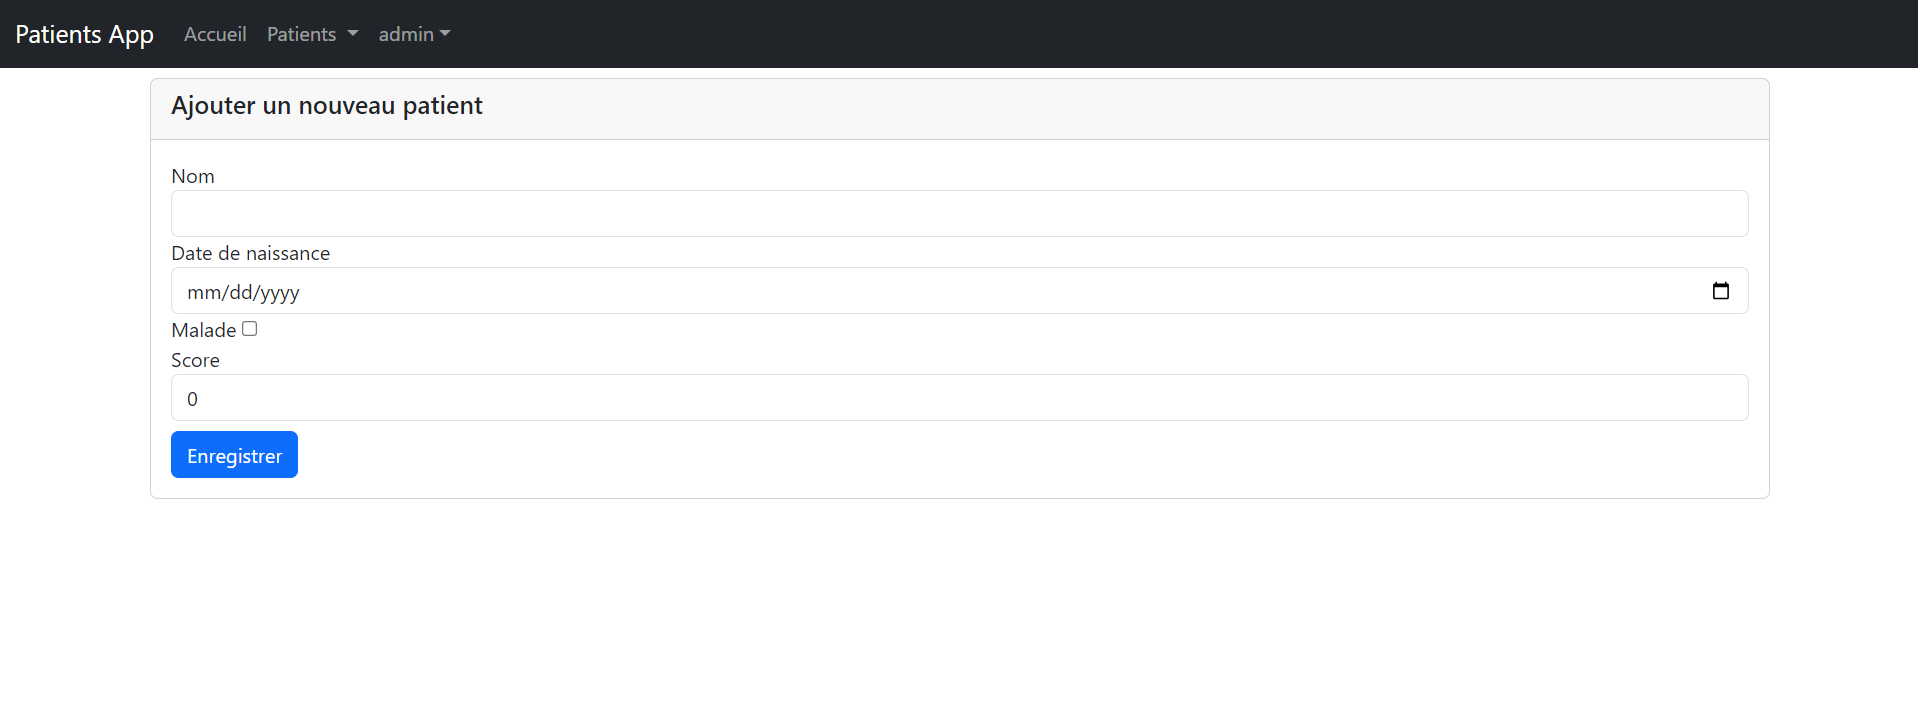 Patients App Accueil Patients admin
Ajouter un nouveau patient
Nom
Date de naissance
mm/dd/yyyy
Malade
Score
0
Enregistrer